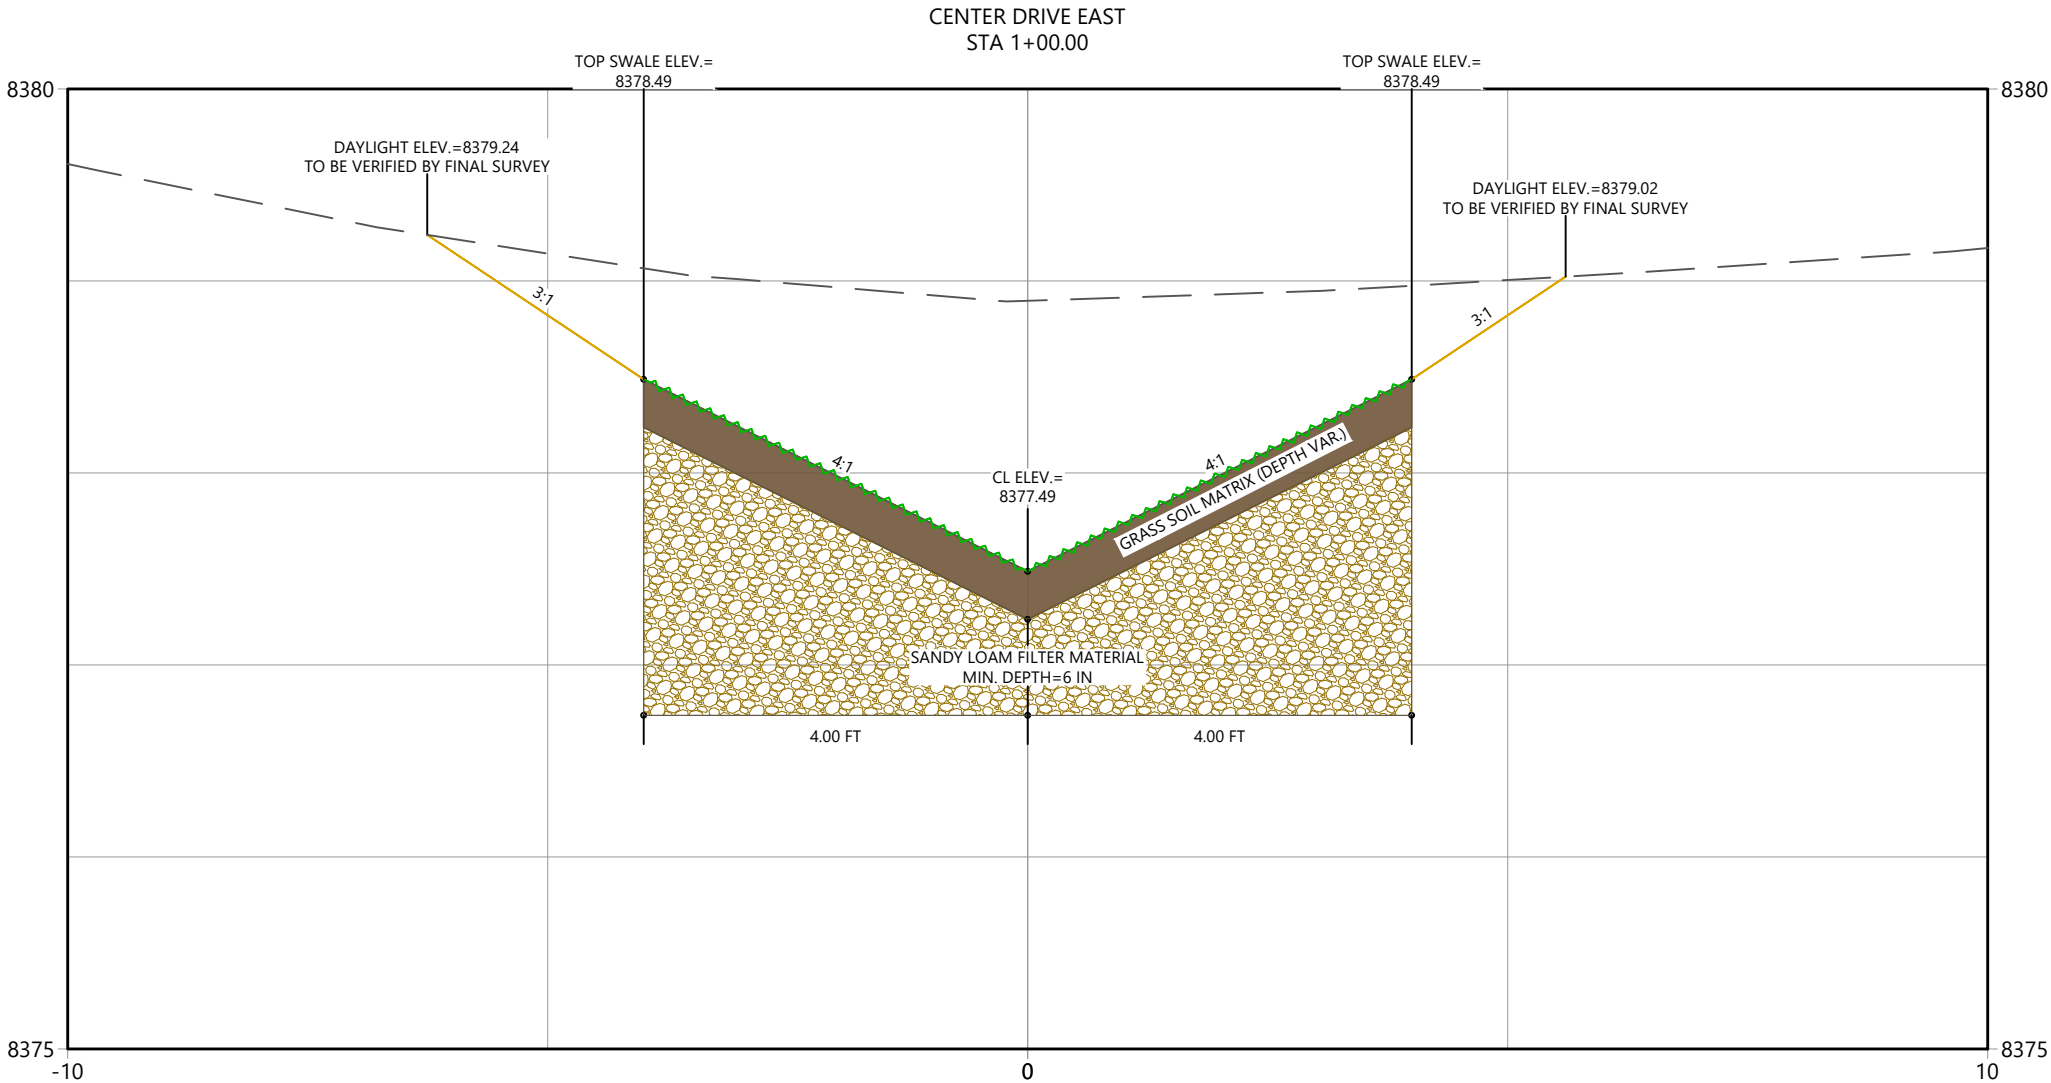 CENTER DRIVE EAST
STA 1+00.00
TOP SWALE ELEV.=
8378.49
TOP SWALE ELEV.=
8378.49
8380
8380
DAYLIGHT ELEV.=8379.24
TO BE VERIFIED BY FINAL SURVEY
DAYLIGHT ELEV.=8379.02
TO BE VERIFIED BY FINAL SURVEY
3:1
3:1
4:1
4:1
CL ELEV.=
8377.49
GRASS SOIL MATRIX (DEPTH VAR.)
SANDY LOAM FILTER MATERIAL
MIN. DEPTH=6 IN
4.00 FT
4.00 FT
8375
8375
-10
0
10